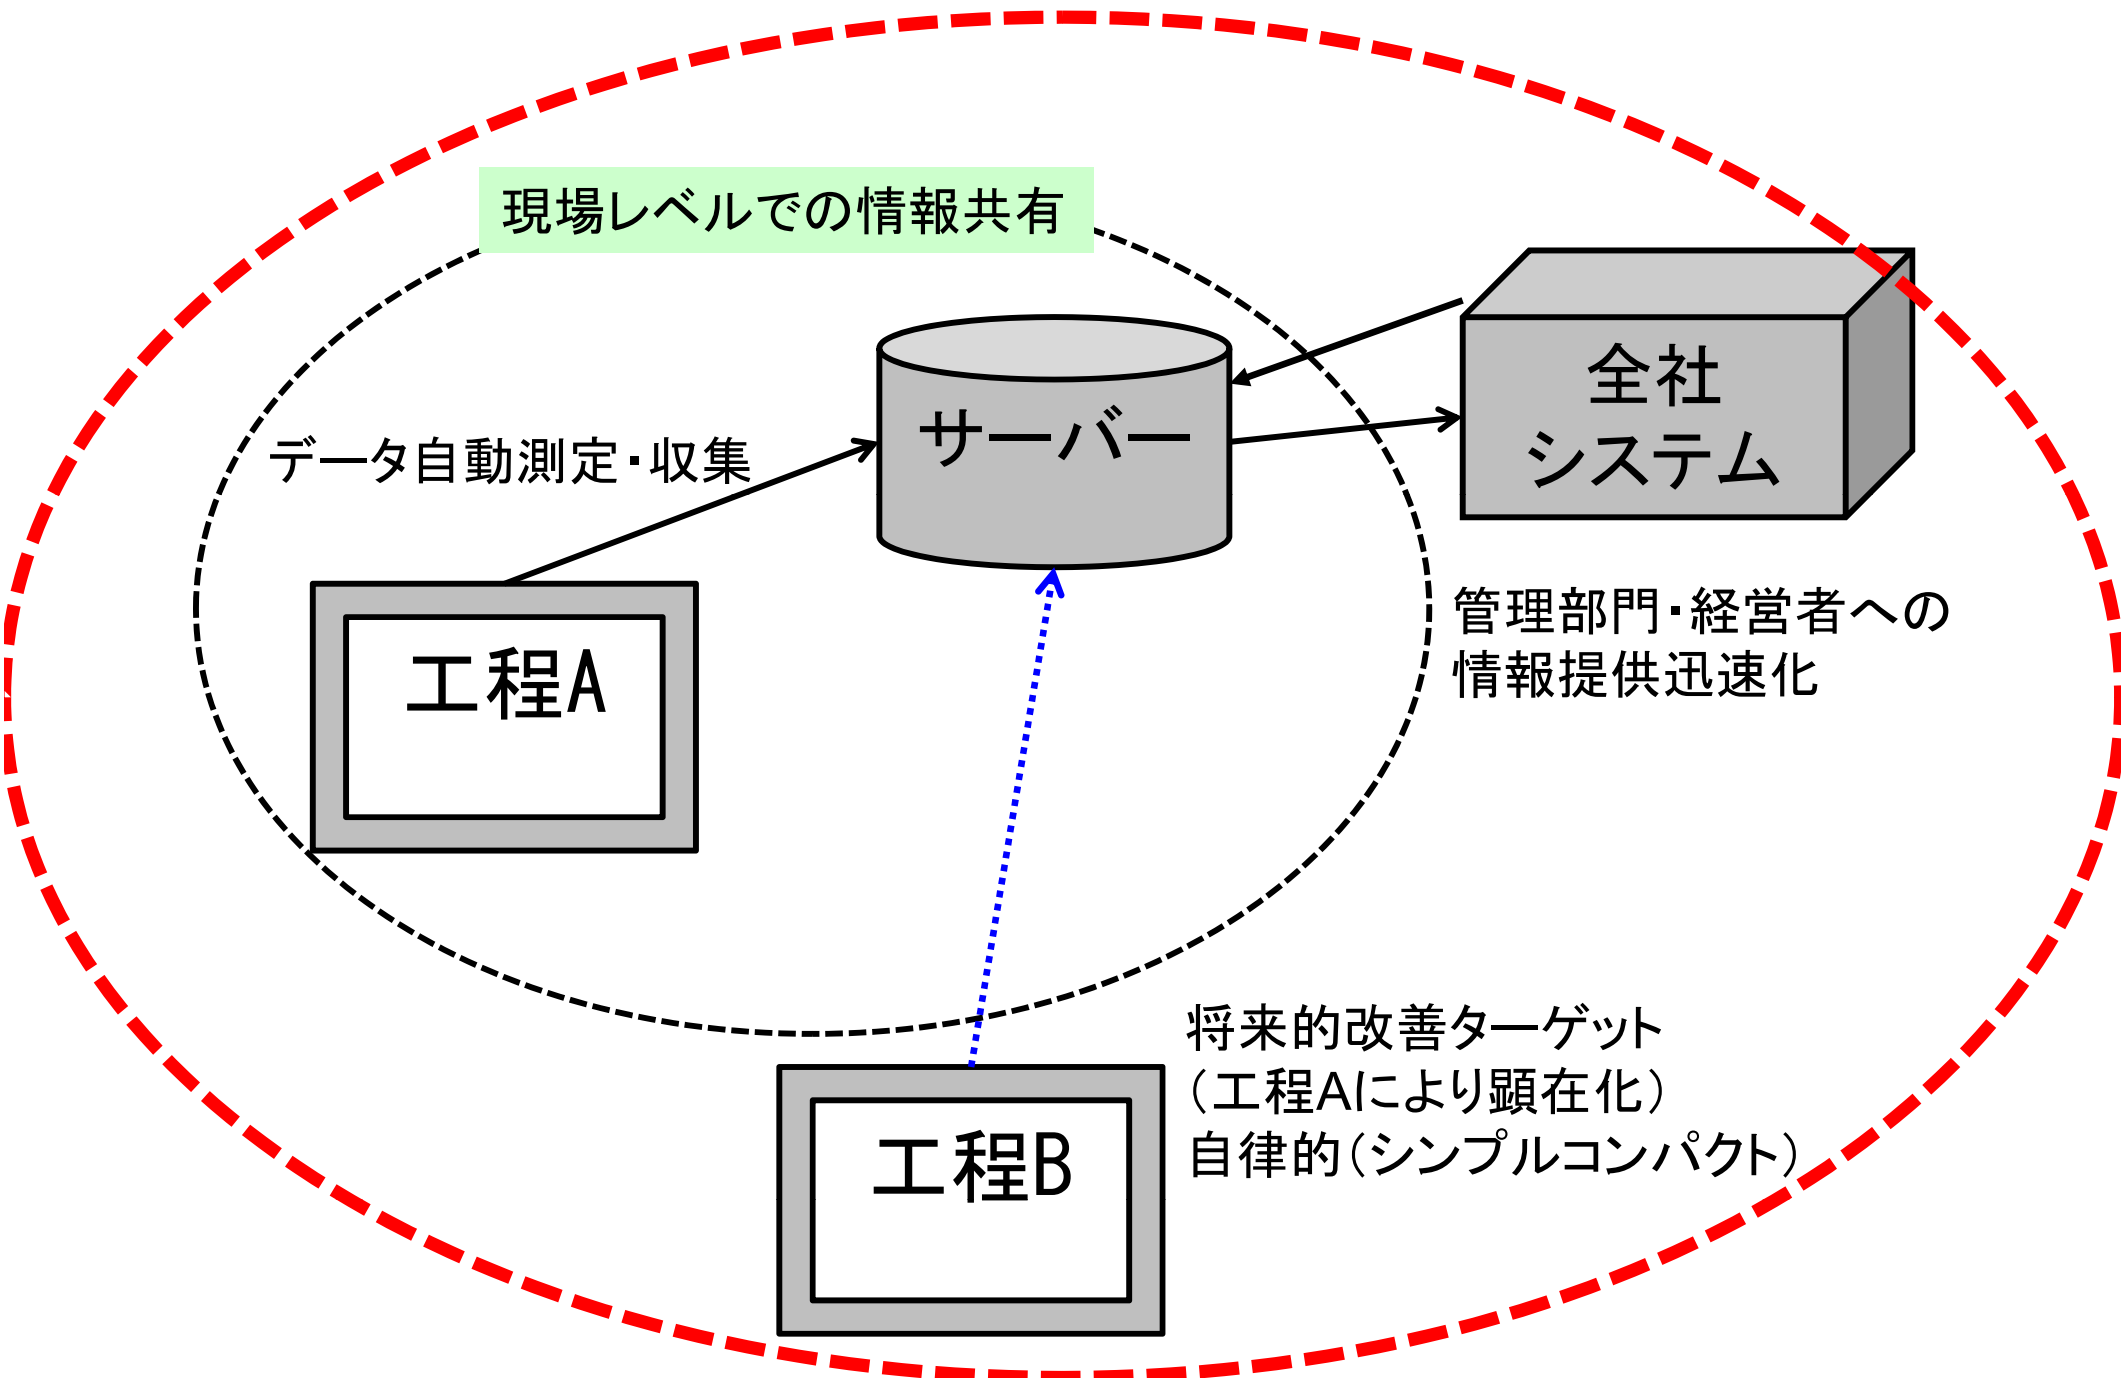 現場レベルでの情報共有
サーバー
全社
システム
データ自動測定・収集
工程A
管理部門・経営者への
情報提供迅速化
将来的改善ターゲット
（工程Aにより顕在化）
自律的（シンプルコンパクト）
工程B